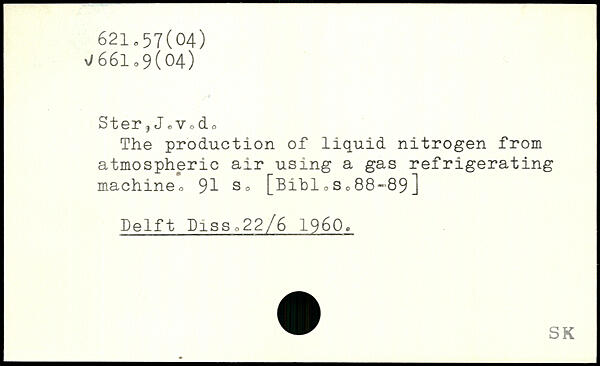 621.57(04)
✓661.9(04)
Ster,J.v.d.
The production of liquid nitrogen from
atmospheric air using a gas refrigerating
machine. 91 s. [Bibl.s.88-89]
Delft Diss.22/6 1960.
SK